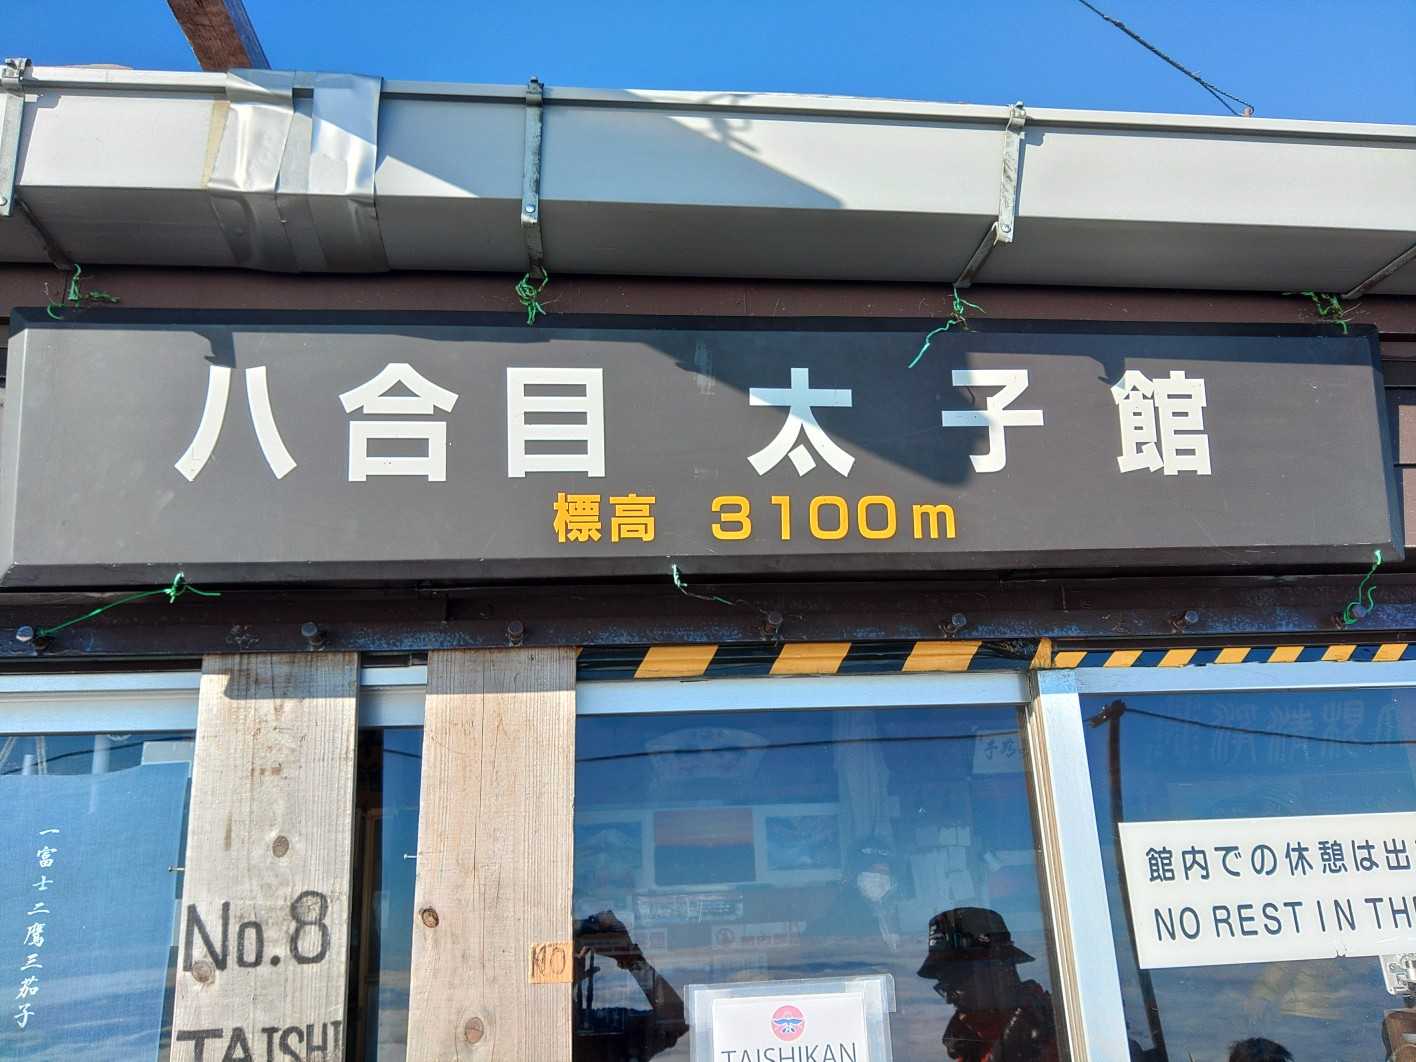 八合目 太子館
標高 3100m
一富士二鷹三茄子
No.8
TAISHI
No
TAISHIKAN
館内での休憩は出
NO REST IN TH